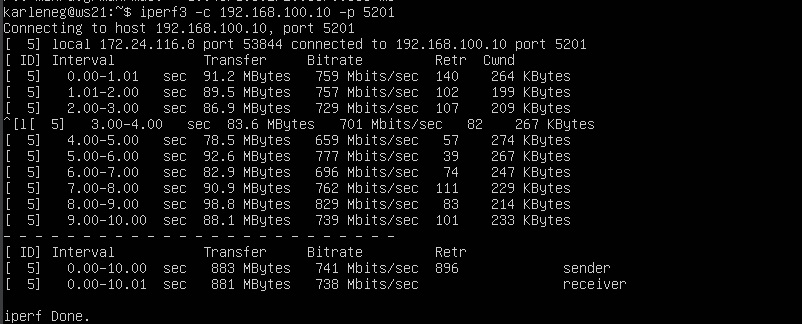 karleneg@ws21:~$ iperf3 -c 192.168.100.10 -p 5201
Connecting to host 192.168.100.10, port 5201
[  5] local 172.24.116.8 port 53844 connected to 192.168.100.10 port 5201
[ ID] Interval           Transfer     Bitrate         Retr  Cwnd
[  5]   0.00-1.01   sec  91.2 MBytes   759 Mbits/sec  140    264 KBytes
[  5]   1.01-2.00   sec  89.5 MBytes   757 Mbits/sec  102    199 KBytes
[  5]   2.00-3.00   sec  86.9 MBytes   729 Mbits/sec  107    209 KBytes
^[l[  5]   3.00-4.00   sec  83.6 MBytes   701 Mbits/sec   82    267 KBytes
[  5]   4.00-5.00   sec  78.5 MBytes   659 Mbits/sec   57    274 KBytes
[  5]   5.00-6.00   sec  92.6 MBytes   777 Mbits/sec   39    267 KBytes
[  5]   6.00-7.00   sec  82.9 MBytes   696 Mbits/sec   74    247 KBytes
[  5]   7.00-8.00   sec  90.9 MBytes   762 Mbits/sec  111    229 KBytes
[  5]   8.00-9.00   sec  98.8 MBytes   829 Mbits/sec   83    214 KBytes
[  5]   9.00-10.00  sec  88.1 MBytes   739 Mbits/sec  101    233 KBytes
- - - - - - - - - - - - - - - - - - - - - - - - -
[ ID] Interval           Transfer     Bitrate         Retr
[  5]   0.00-10.00  sec   883 MBytes   741 Mbits/sec  896             sender
[  5]   0.00-10.01  sec   881 MBytes   738 Mbits/sec                  receiver
iperf Done.